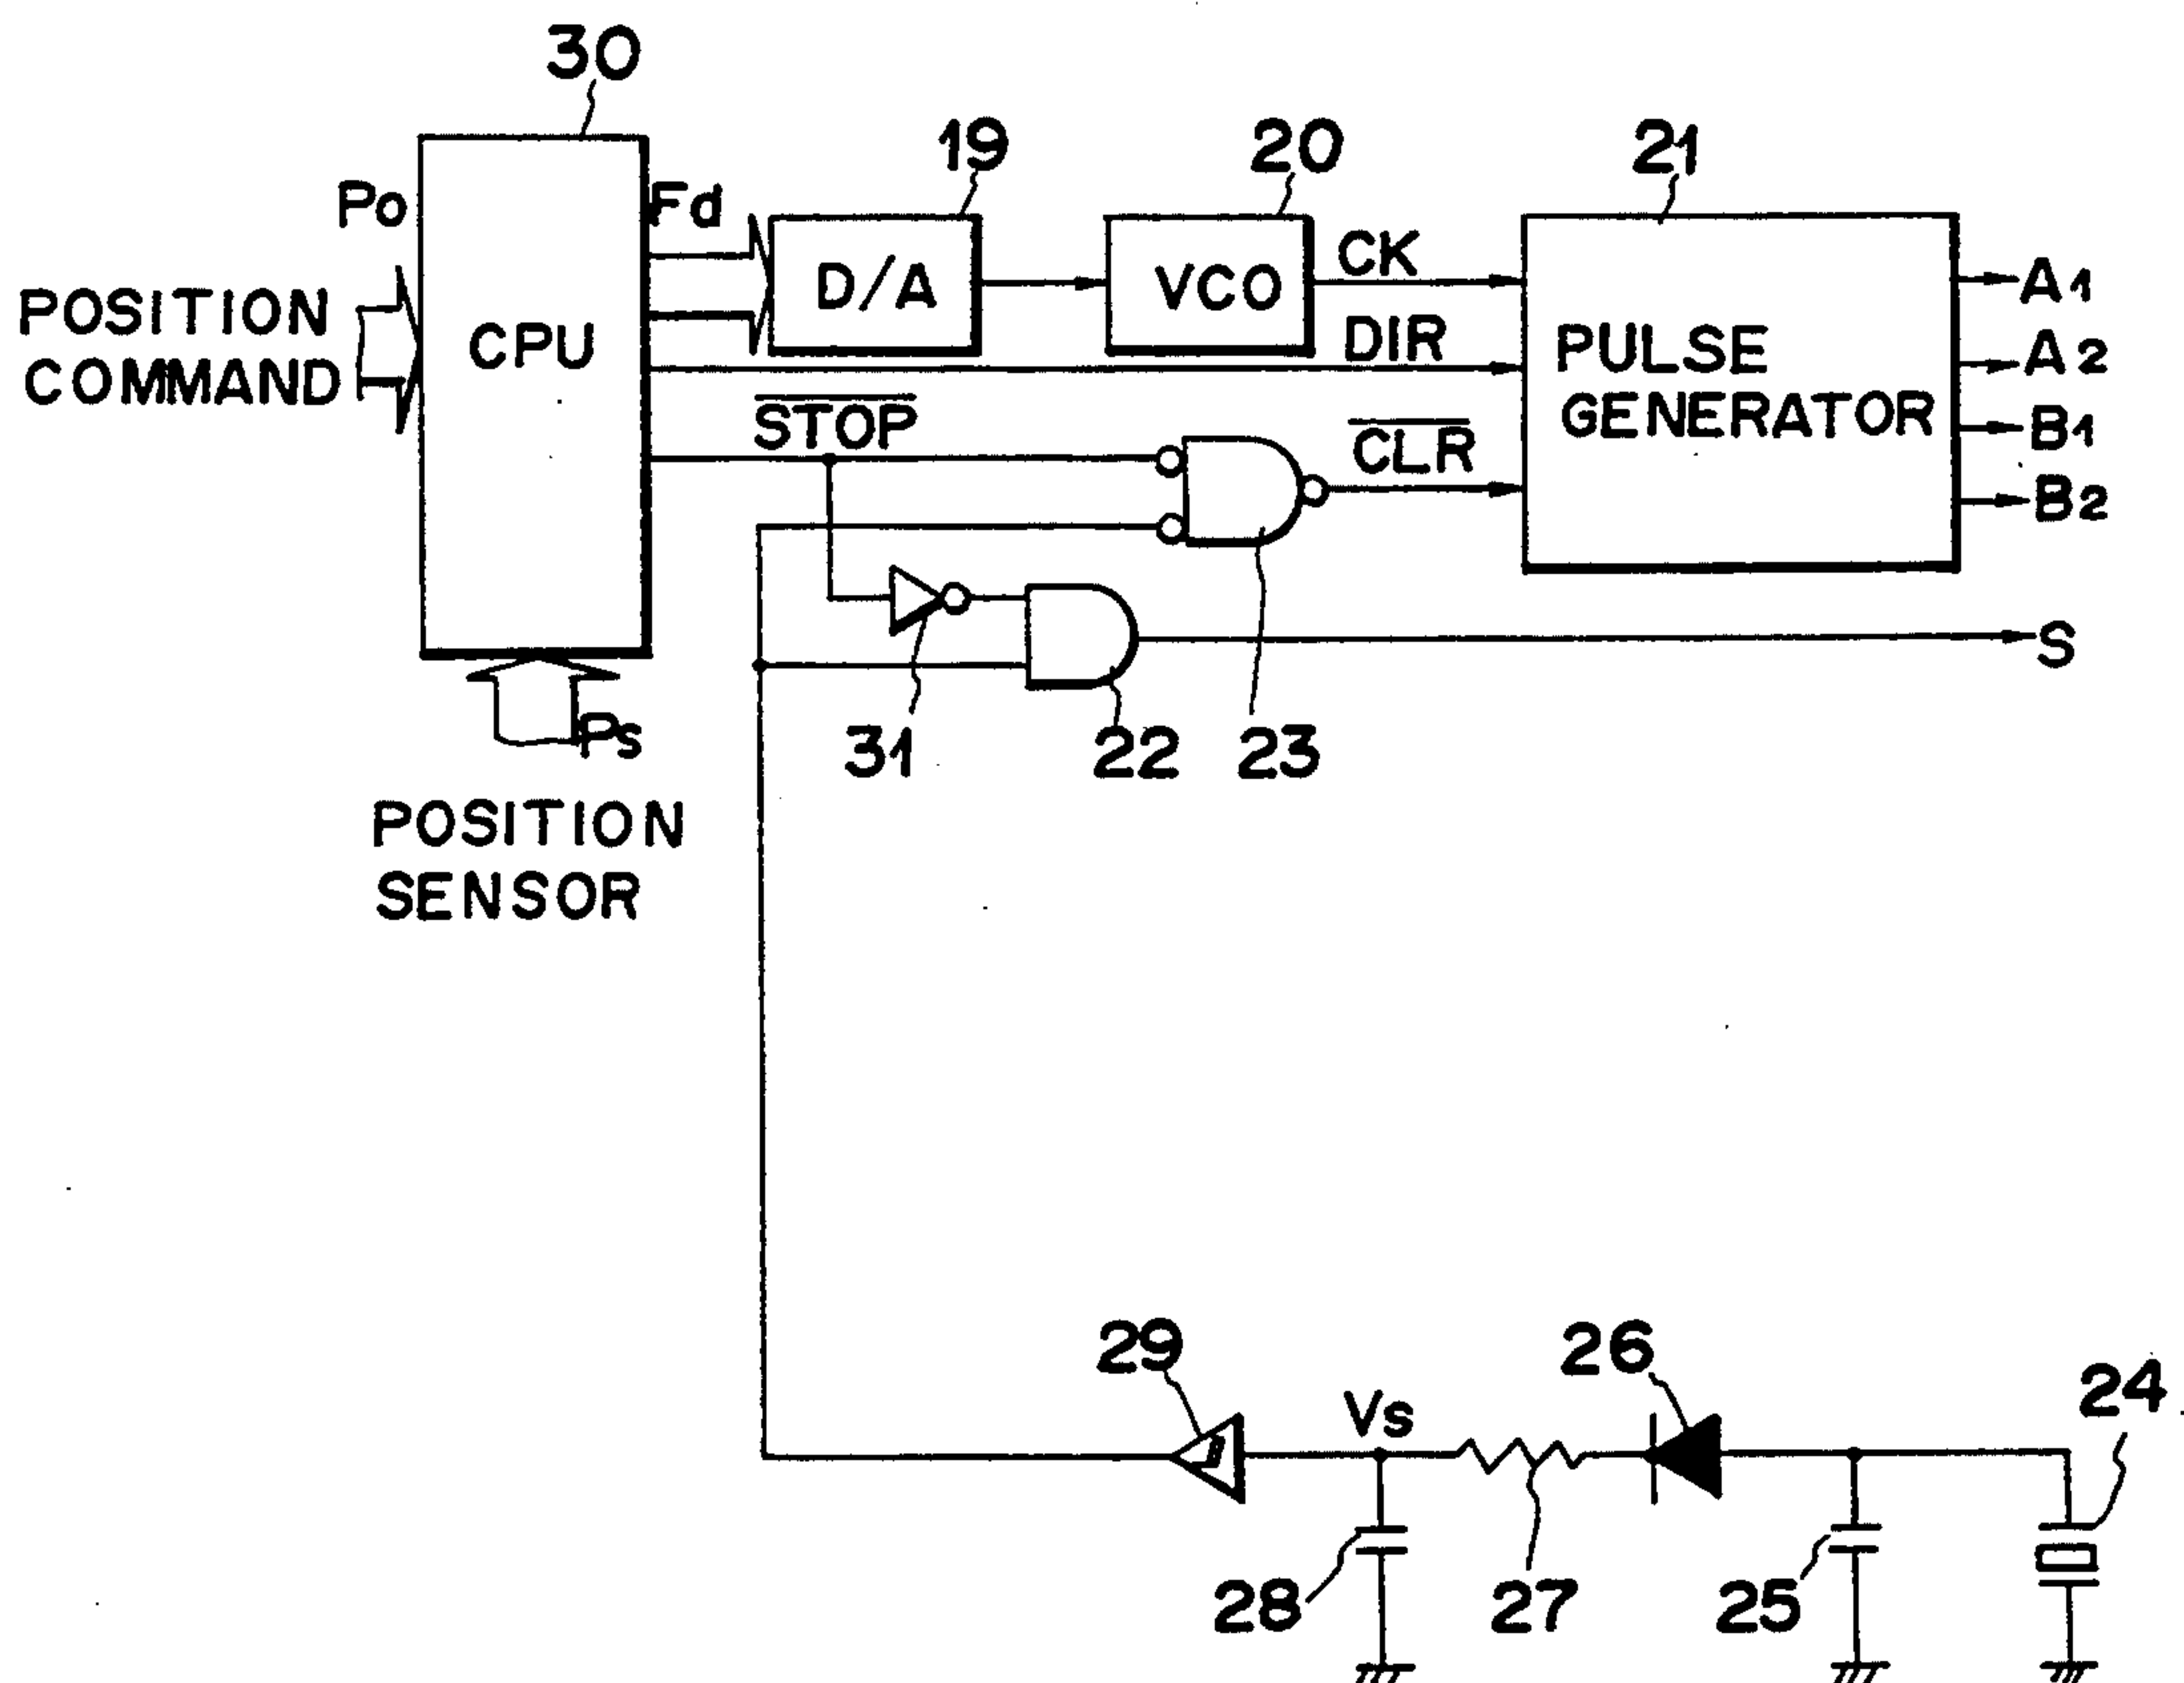 30
19
20
21
Po
Fd
POSITION
COMMAND
CPU
D/A
VCO
CK
DIR
PULSE
GENERATOR
A1
A2
B1
B2
STOP
CLR
S
Ps
31
22
23
POSITION
SENSOR
29
Vs
26
24
28
27
25